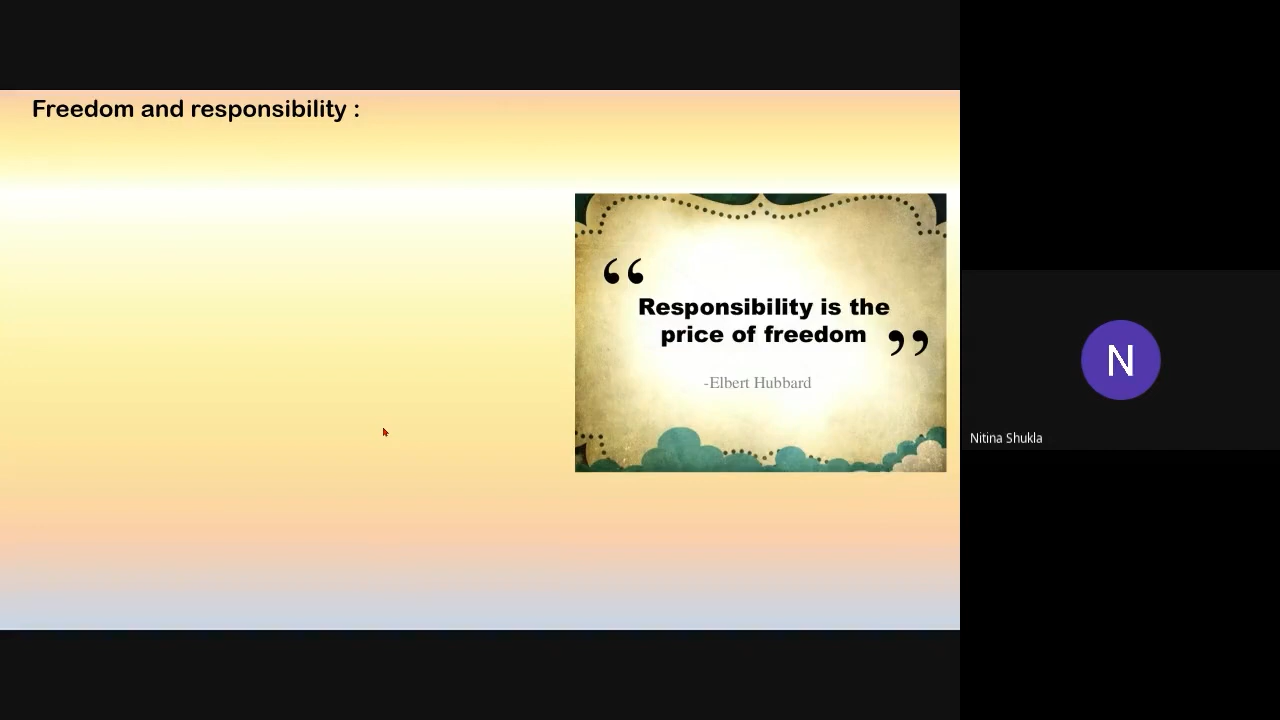 Freedom and responsibility :
“
Responsibility is the
price of freedom
”
-Elbert Hubbard
N
Nitina Shukla